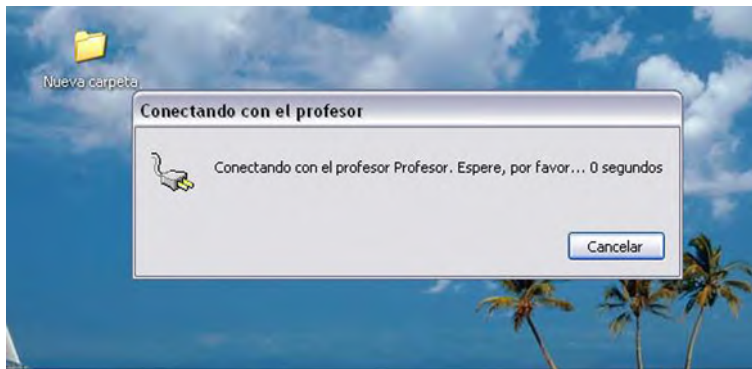 Nueva carpeta
Conectando con el profesor
Conectando con el profesor Profesor. Espere, por favor... 0 segundos
Cancelar